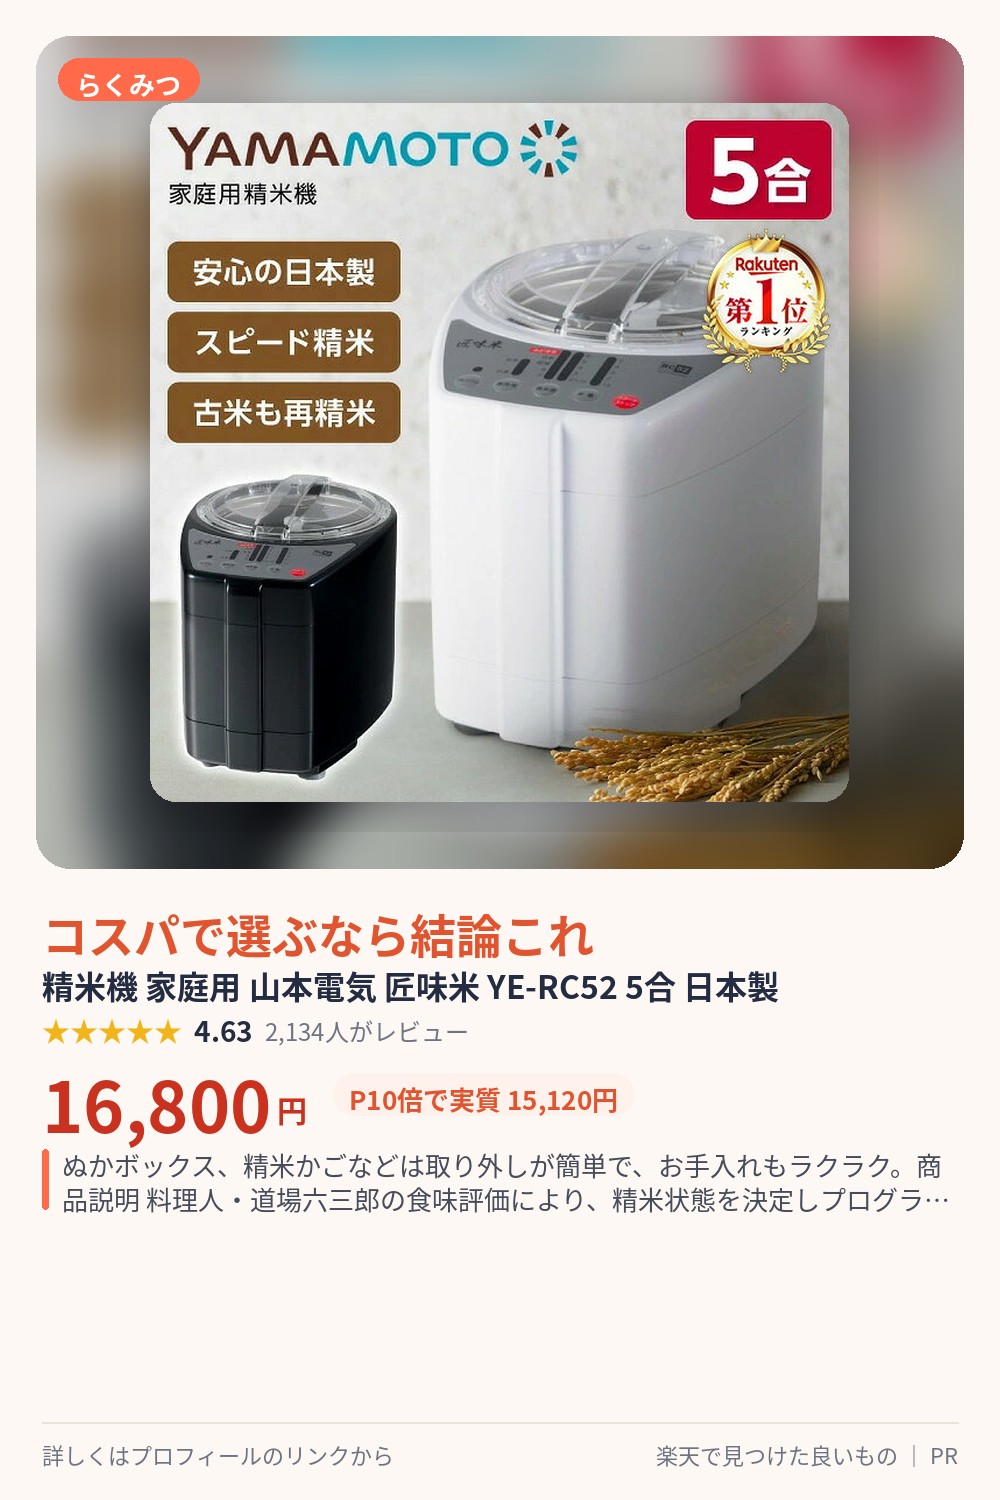 らくみつ
YAMAMOTO
家庭用精米機
5合
安心の日本製
スピード精米
古米も再精米
Rakuten
第1位
ランキング
匠味米
RC52
コスパで選ぶなら結論これ
精米機 家庭用 山本電気 匠味米 YE-RC52 5合 日本製
★★★★★ 4.63 2,134人がレビュー
16,800円 P10倍で実質 15,120円
ぬかボックス、精米かごなどは取り外しが簡単で、お手入れもラクラク。商
品説明 料理人・道場六三郎の食味評価により、精米状態を決定しプログラ…
詳しくはプロフィールのリンクから
楽天で見つけた良いもの | PR